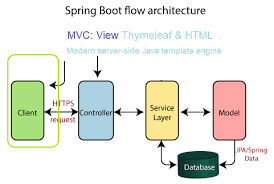 Spring Boot flow architecture
MVC: View Thymeleaf & HTML
Modern server-side Java template engine
HTTPS
request
Client
Controller
Service
Layer
Model
JPA/Spring
Data
Database